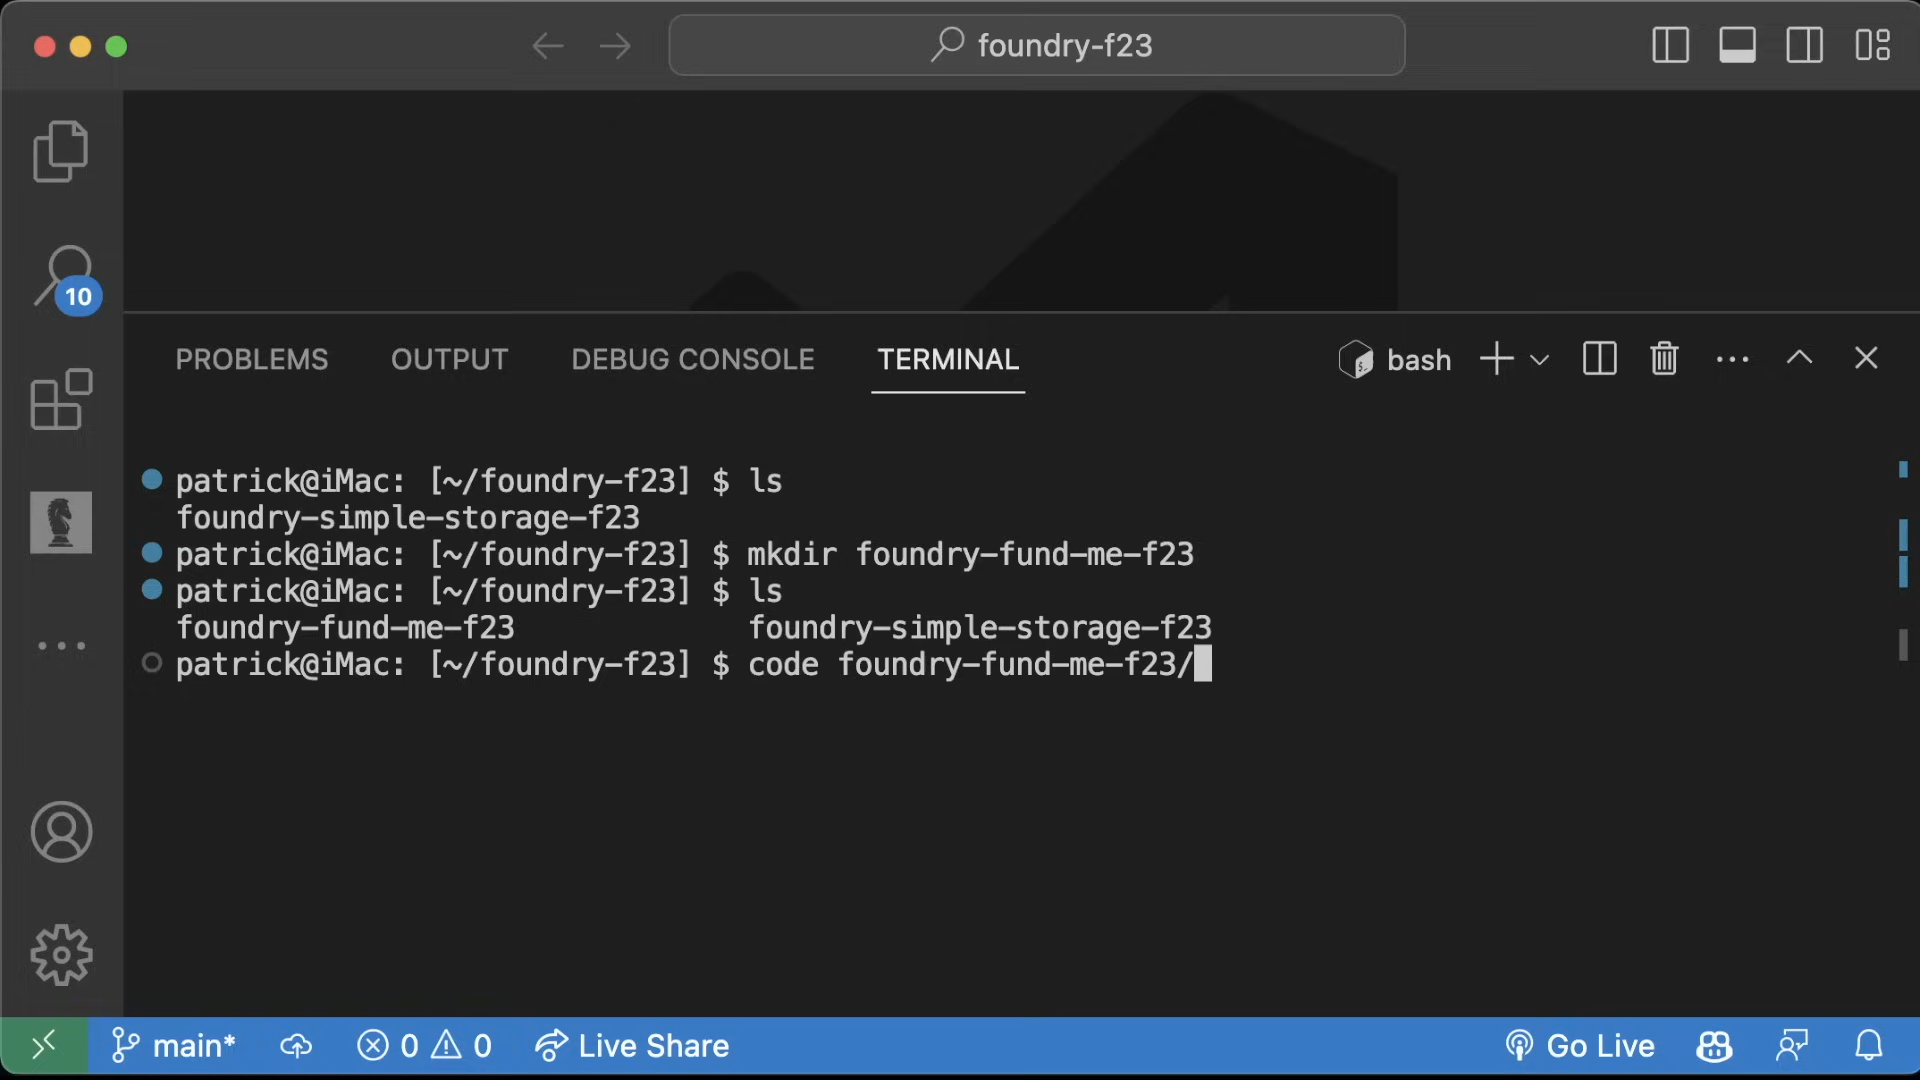 foundry-f23
10
PROBLEMS OUTPUT DEBUG CONSOLE TERMINAL bash
patrick@iMac: [~/foundry-f23] $ ls
foundry-simple-storage-f23
patrick@iMac: [~/foundry-f23] $ mkdir foundry-fund-me-f23
patrick@iMac: [~/foundry-f23] $ ls
foundry-fund-me-f23 foundry-simple-storage-f23
patrick@iMac: [~/foundry-f23] $ code foundry-fund-me-f23/
main* 0 0 Live Share Go Live